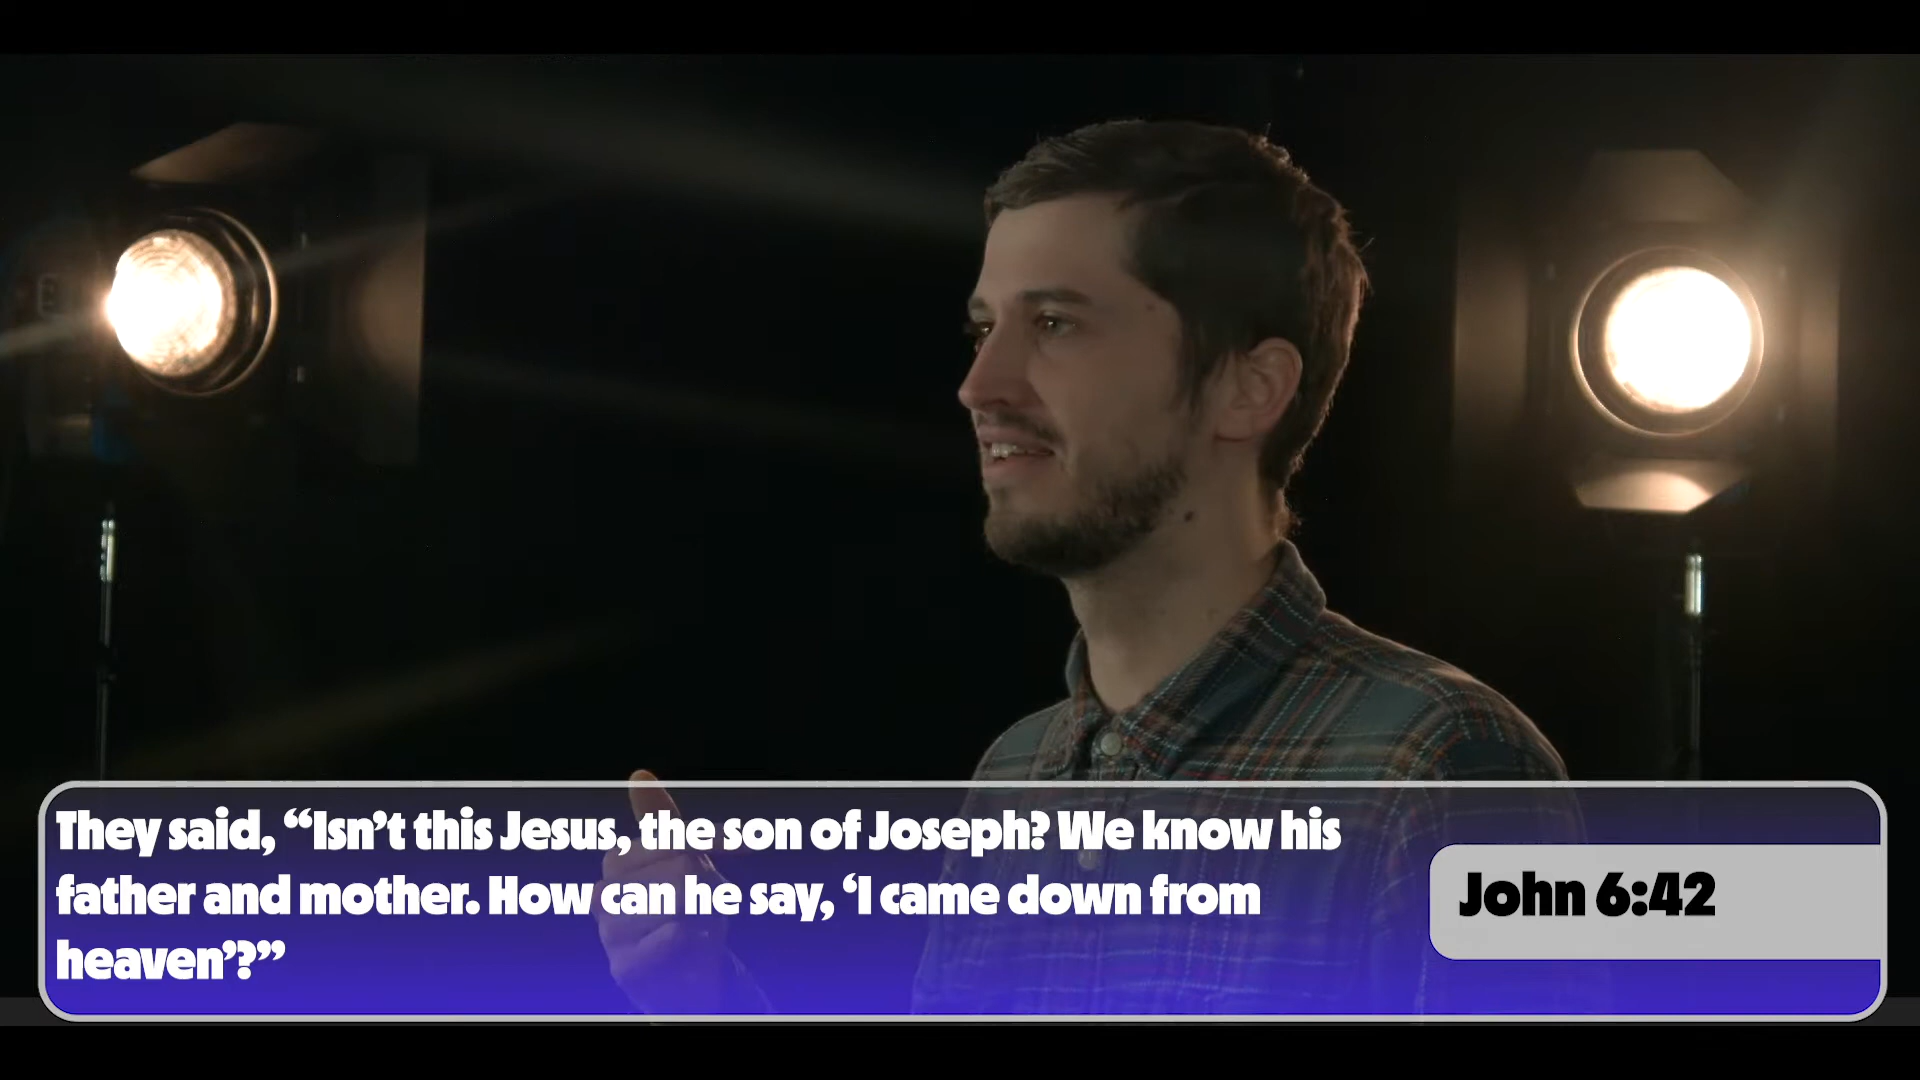 They said, “Isn’t this Jesus, the son of Joseph? We know his
father and mother. How can he say, ‘I came down from
heaven’?”
John 6:42